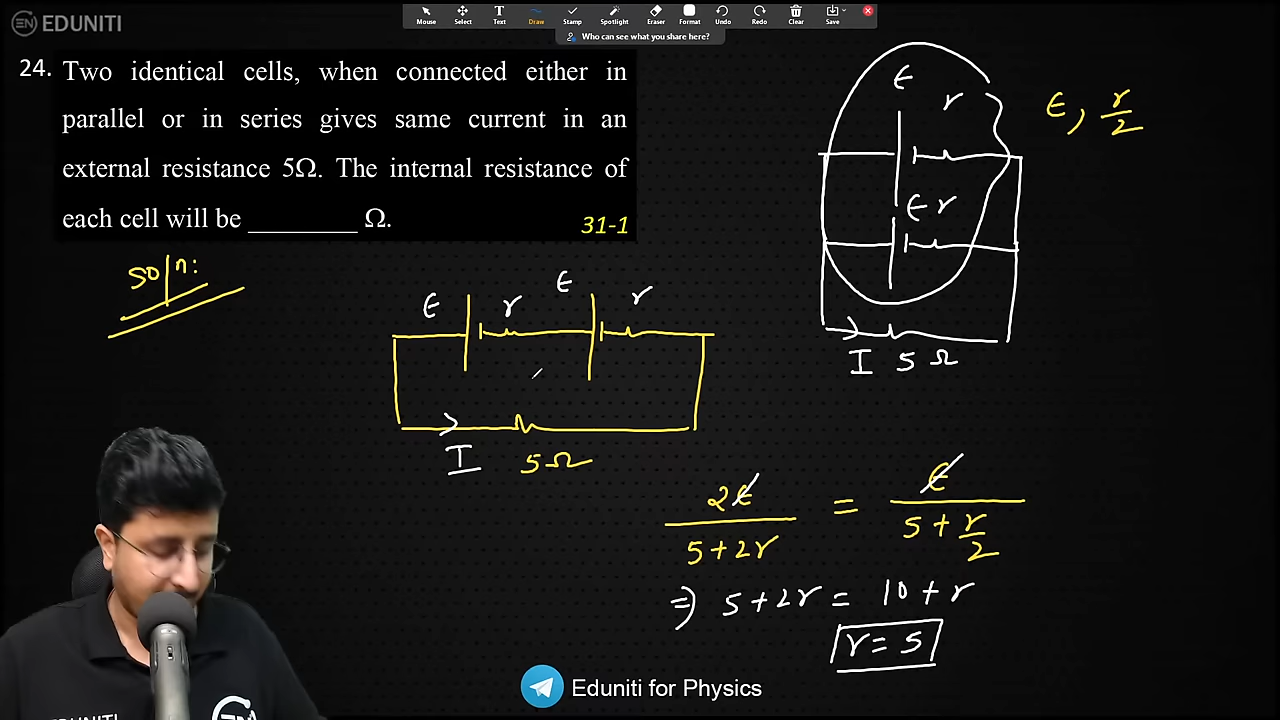 EDUNITI
Mouse Select Text Draw Stamp Spotlight Eraser Format Undo Redo Clear Save
Who can see what you share here?
24. Two identical cells, when connected either in
parallel or in series gives same current in an
external resistance 5Ω. The internal resistance of
each cell will be ________ Ω.
31-1
Soln:
ϵ r ϵ r
I 5Ω
ϵ r
ϵ r
I 5Ω
ϵ, r/2
2ϵ/(5+2r) = ϵ/(5+r/2)
⇒ 5+2r = 10+r
r=5
Eduniti for Physics
EDUNITI